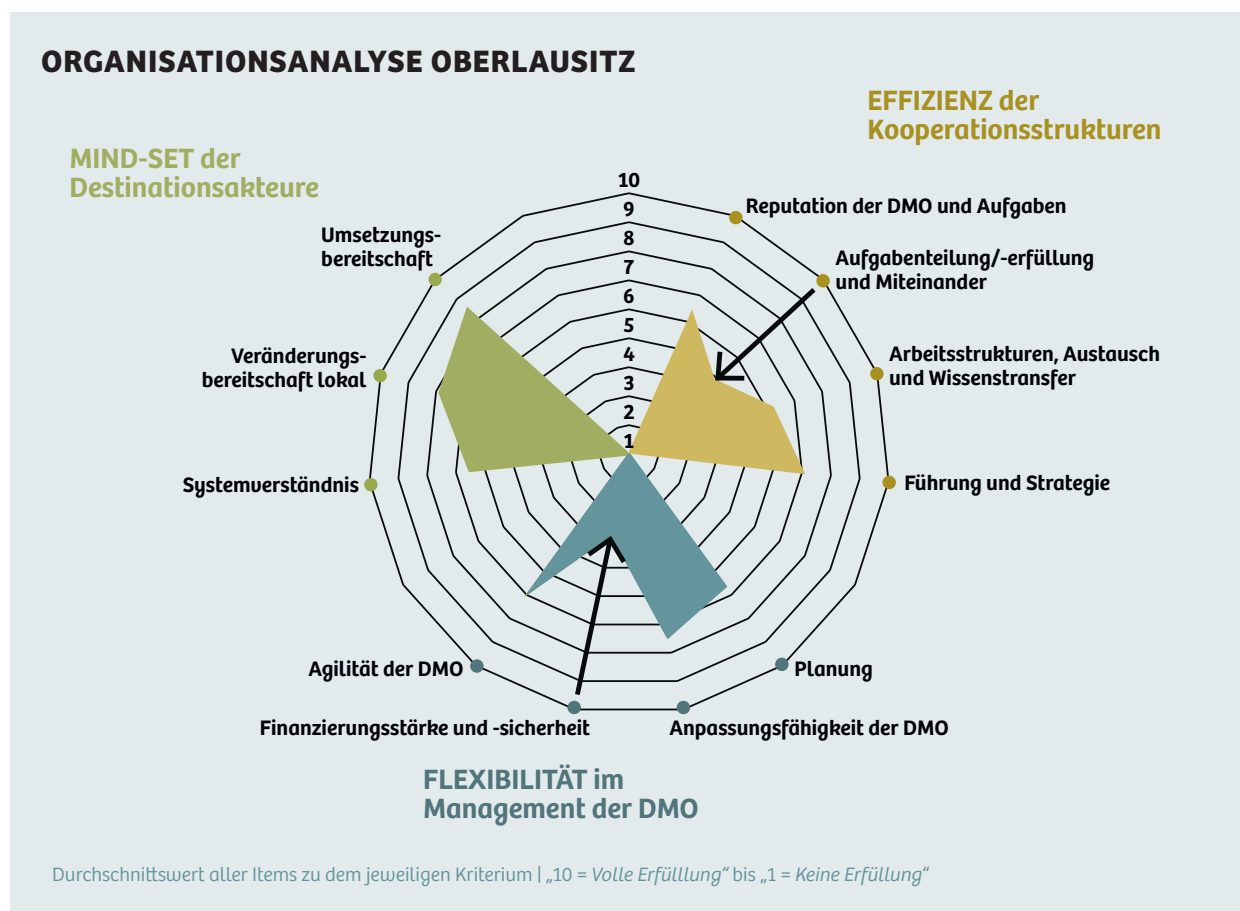 ORGANISATIONSANALYSE OBERLAUSITZ
EFFIZIENZ der
Kooperationsstrukturen
MIND-SET der
Destinationsakteure
10
9
8
7
6
5
4
3
2
1
Reputation der DMO und Aufgaben
Aufgabenteilung/-erfüllung
und Miteinander
Arbeitsstrukturen, Austausch
und Wissenstransfer
Führung und Strategie
Planung
Anpassungsfähigkeit der DMO
Finanzierungsstärke und -sicherheit
Agilität der DMO
Systemverständnis
Veränderungs-
bereitschaft lokal
Umsetzungs-
bereitschaft
FLEXIBILITÄT im
Management der DMO
Durchschnittswert aller Items zu dem jeweiligen Kriterium | „10 = Volle Erfülllung“ bis „1 = Keine Erfüllung“